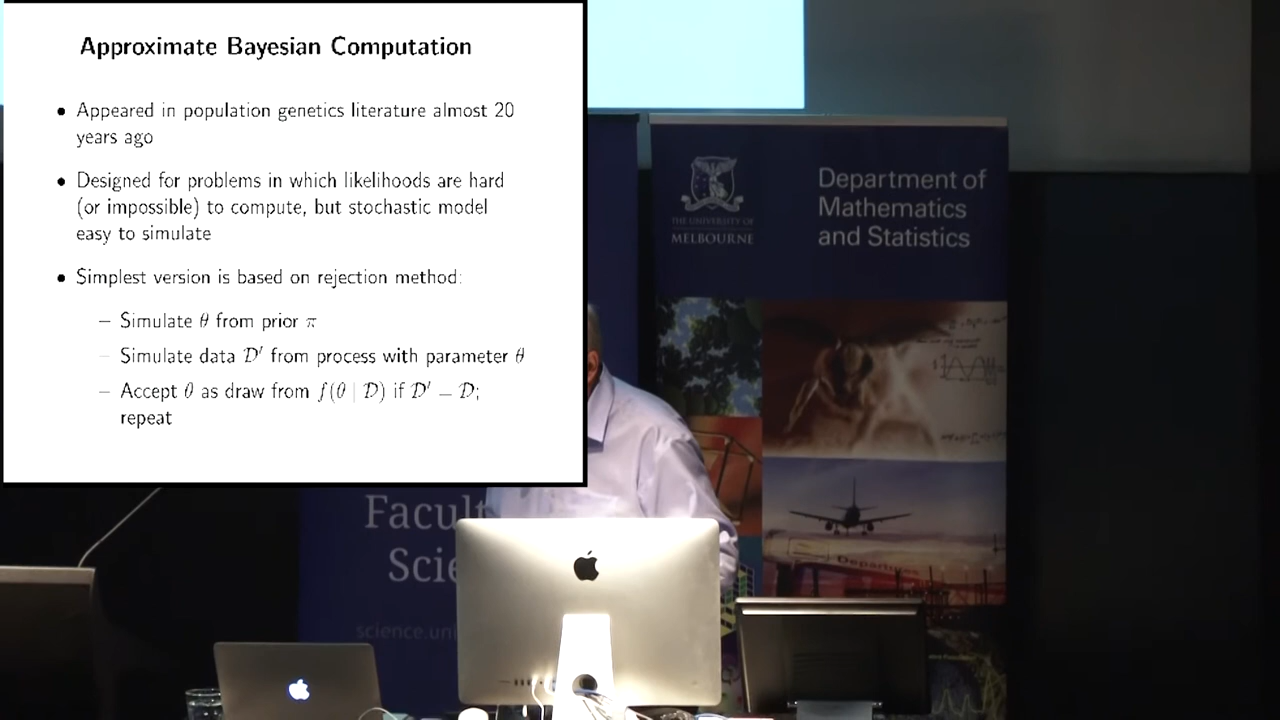 Approximate Bayesian Computation
• Appeared in population genetics literature almost 20
years ago
• Designed for problems in which likelihoods are hard
(or impossible) to compute, but stochastic model
easy to simulate
• Simplest version is based on rejection method:
– Simulate θ from prior π
– Simulate data 𝒟′ from process with parameter θ
– Accept θ as draw from f(θ | 𝒟) if 𝒟′ = 𝒟;
repeat
THE UNIVERSITY OF
MELBOURNE
Department of
Mathematics
and Statistics
Facult
Scie
science.uni
Departures